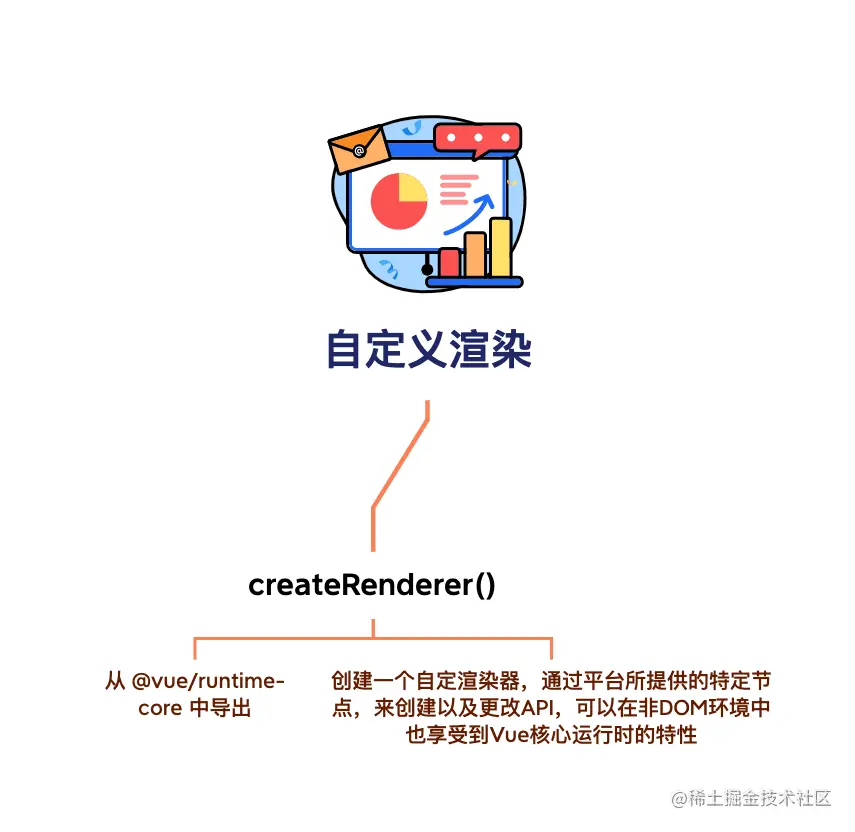 @
自定义渲染
createRenderer()
从 @vue/runtime-
core 中导出
创建一个自定渲染器，通过平台所提供的特定节
点，来创建以及更改API，可以在非DOM环境中
也享受到Vue核心运行时的特性
@稀土掘金技术社区